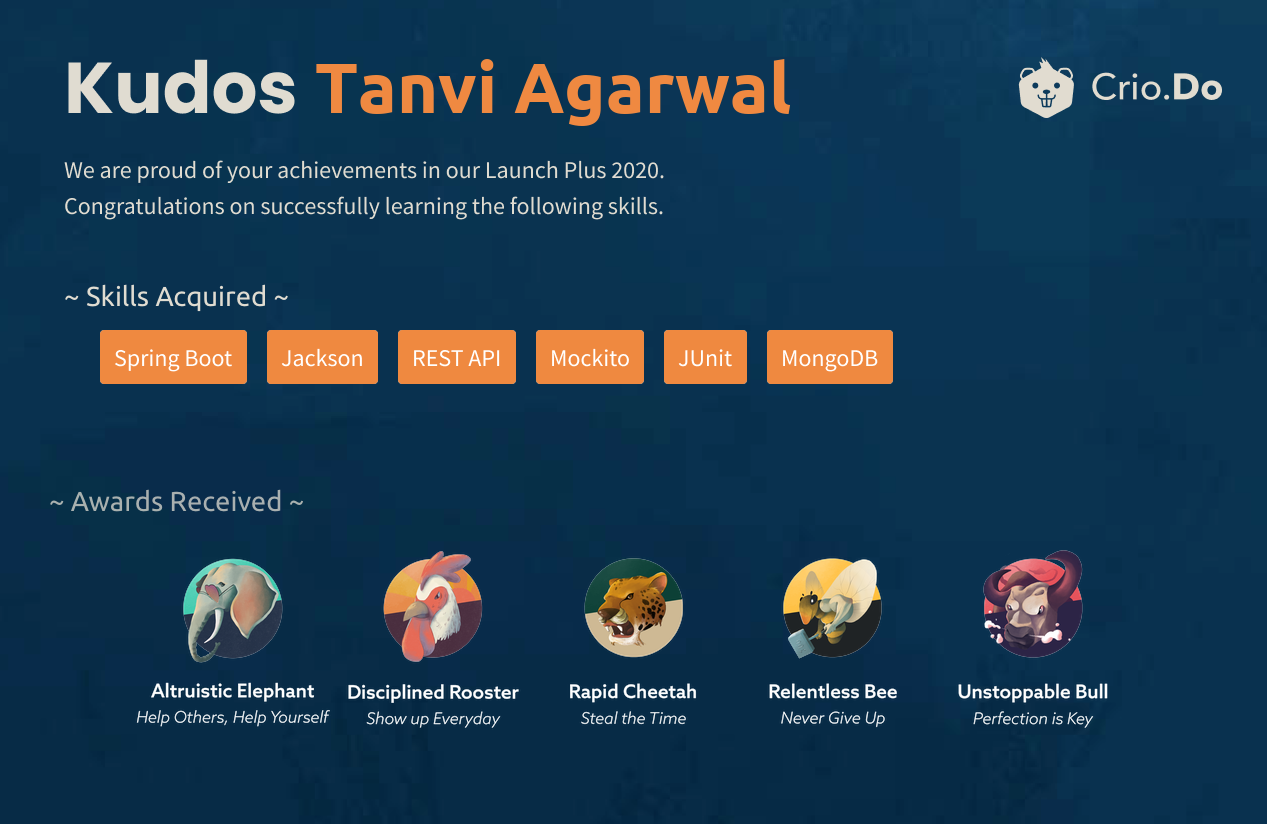 Kudos Tanvi Agarwal
Crio.Do
We are proud of your achievements in our Launch Plus 2020.
Congratulations on successfully learning the following skills.
~ Skills Acquired ~
Spring Boot Jackson REST API Mockito JUnit MongoDB
~ Awards Received ~
Altruistic Elephant Disciplined Rooster Rapid Cheetah Relentless Bee Unstoppable Bull
Help Others, Help Yourself Show up Everyday Steal the Time Never Give Up Perfection is Key